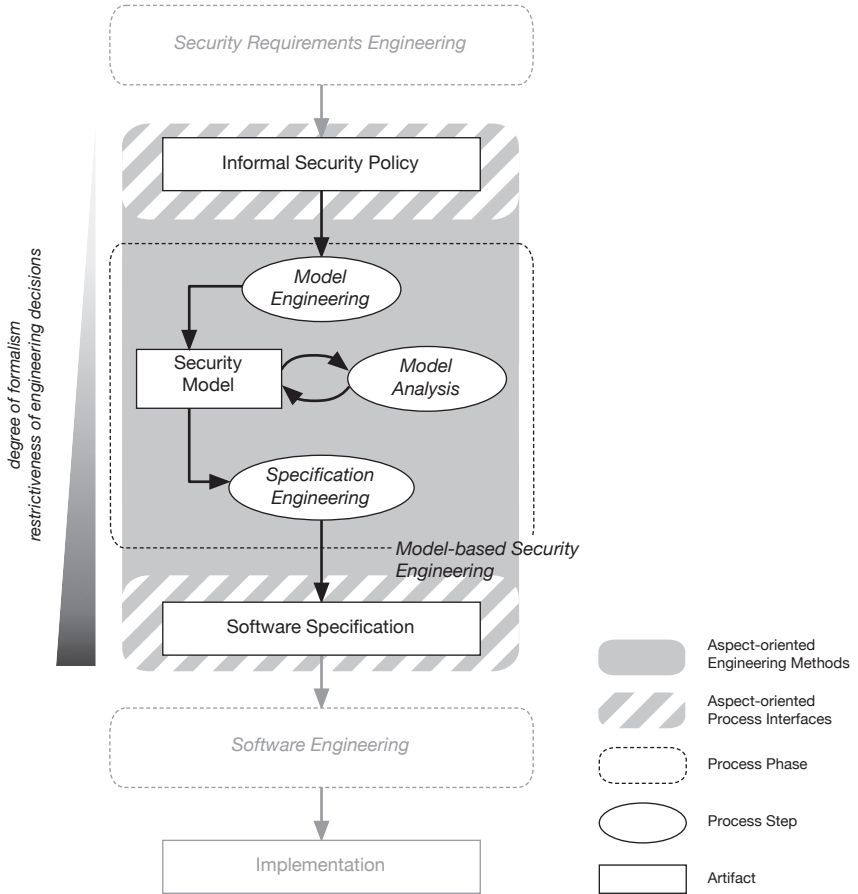 Security Requirements Engineering
Informal Security Policy
degree of formalism
restrictiveness of engineering decisions
Model
Engineering
Security
Model
Model
Analysis
Specification
Engineering
Model-based Security
Engineering
Software Specification
Software Engineering
Implementation
Aspect-oriented
Engineering Methods
Aspect-oriented
Process Interfaces
Process Phase
Process Step
Artifact